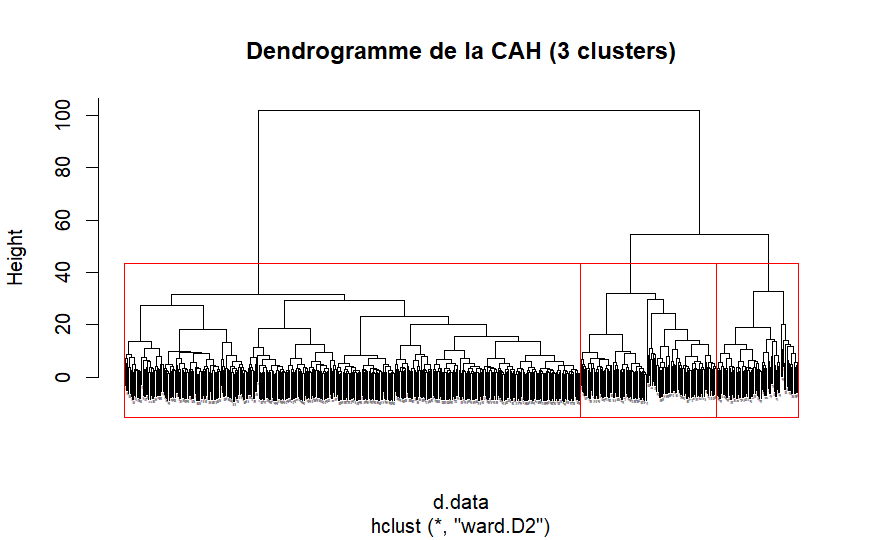 Dendrogramme de la CAH (3 clusters)
Height
100
80
60
40
20
0
d.data
hclust (*, "ward.D2")